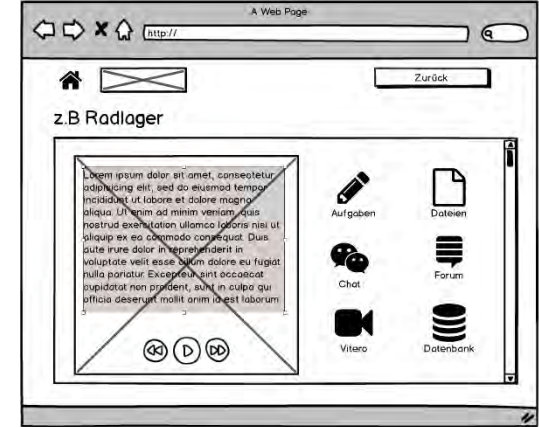 A Web Page
http://
Zurück
z.B Radlager
Lorem ipsum dolor sit amet, consectetur
adipisicing elit, sed do eiusmod tempor
incididunt ut labore et dolore magna
aliqua. Ut enim ad minim veniam, quis
nostrud exercitation ullamco laboris nisi ut
aliquip ex ea commodo consequat. Duis
aute irure dolor in reprehenderit in
voluptate velit esse cillum dolore eu fugiat
nulla pariatur. Excepteur sint occaecat
cupidatat non proident, sunt in culpa qui
officia deserunt mollit anim id est laborum
Aufgaben
Dateien
Chat
Forum
Vitero
Datenbank